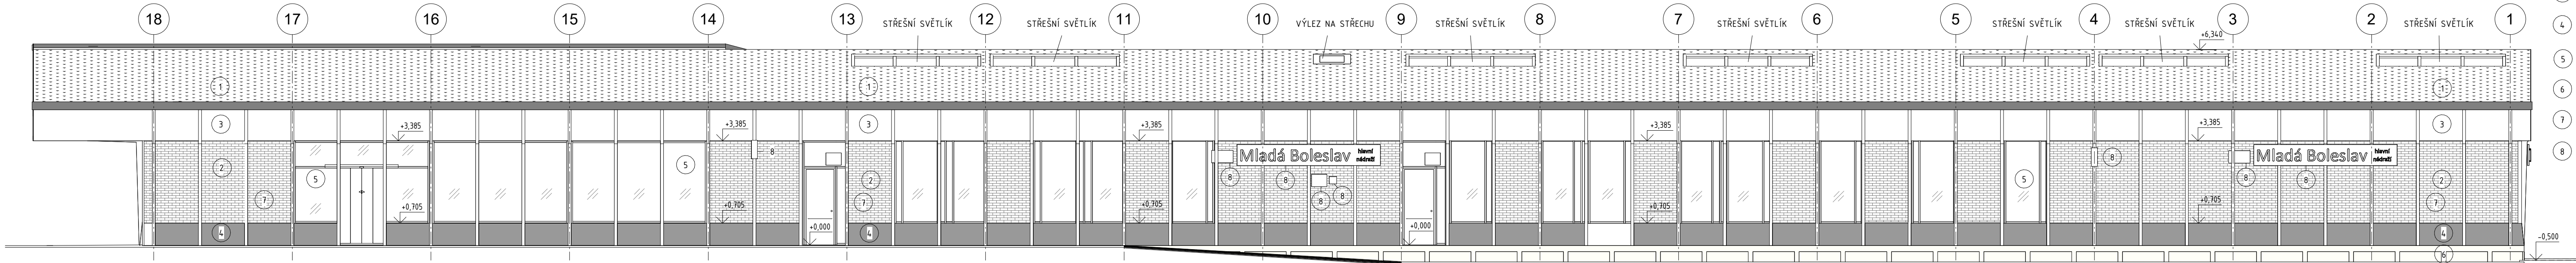 18 17 16 15 14 13 12 11 10 9 8 7 6 5 4 3 2 1
STŘEŠNÍ SVĚTLÍK STŘEŠNÍ SVĚTLÍK VÝLEZ NA STŘECHU STŘEŠNÍ SVĚTLÍK STŘEŠNÍ SVĚTLÍK STŘEŠNÍ SVĚTLÍK STŘEŠNÍ SVĚTLÍK STŘEŠNÍ SVĚTLÍK
4
+6,340
5
1 1 1
6
3 3 3
7
+3,385 +3,385 +3,385 +3,385 +3,385
8 8 8
Mladá Boleslav hlavní nádraží
Mladá Boleslav hlavní nádraží
2 5 5 2 5 2
8 8 8 8
7 7 8 8 7
+0,705 +0,705 +0,705 +0,705 +0,705
+0,000 +0,000
4 4 4
-0,500
6